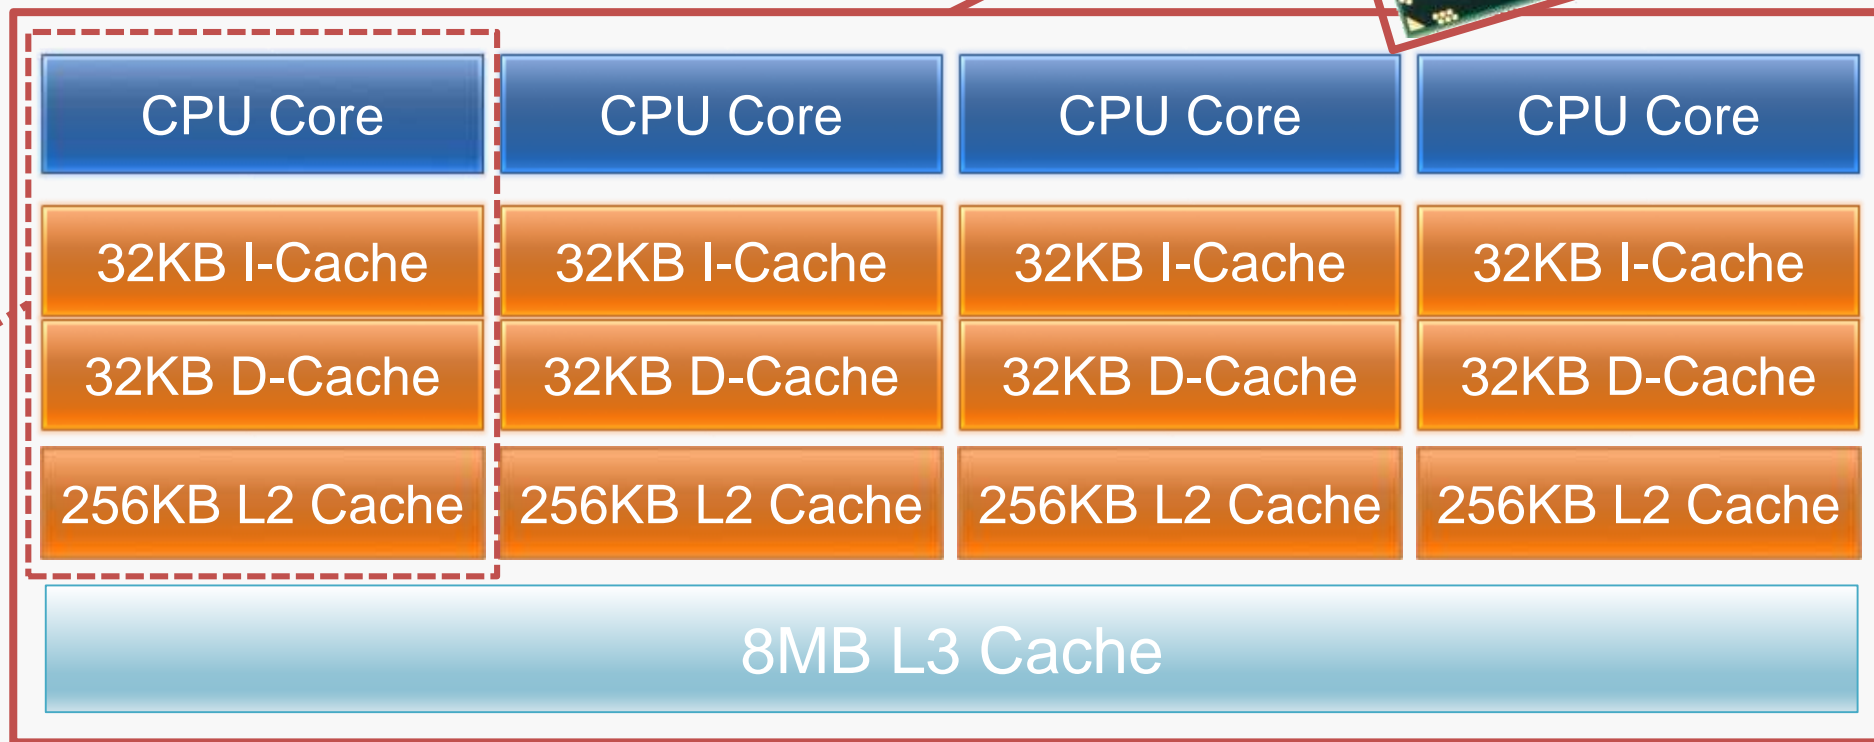 CPU Core CPU Core CPU Core CPU Core
32KB I-Cache 32KB I-Cache 32KB I-Cache 32KB I-Cache
32KB D-Cache 32KB D-Cache 32KB D-Cache 32KB D-Cache
256KB L2 Cache 256KB L2 Cache 256KB L2 Cache 256KB L2 Cache
8MB L3 Cache